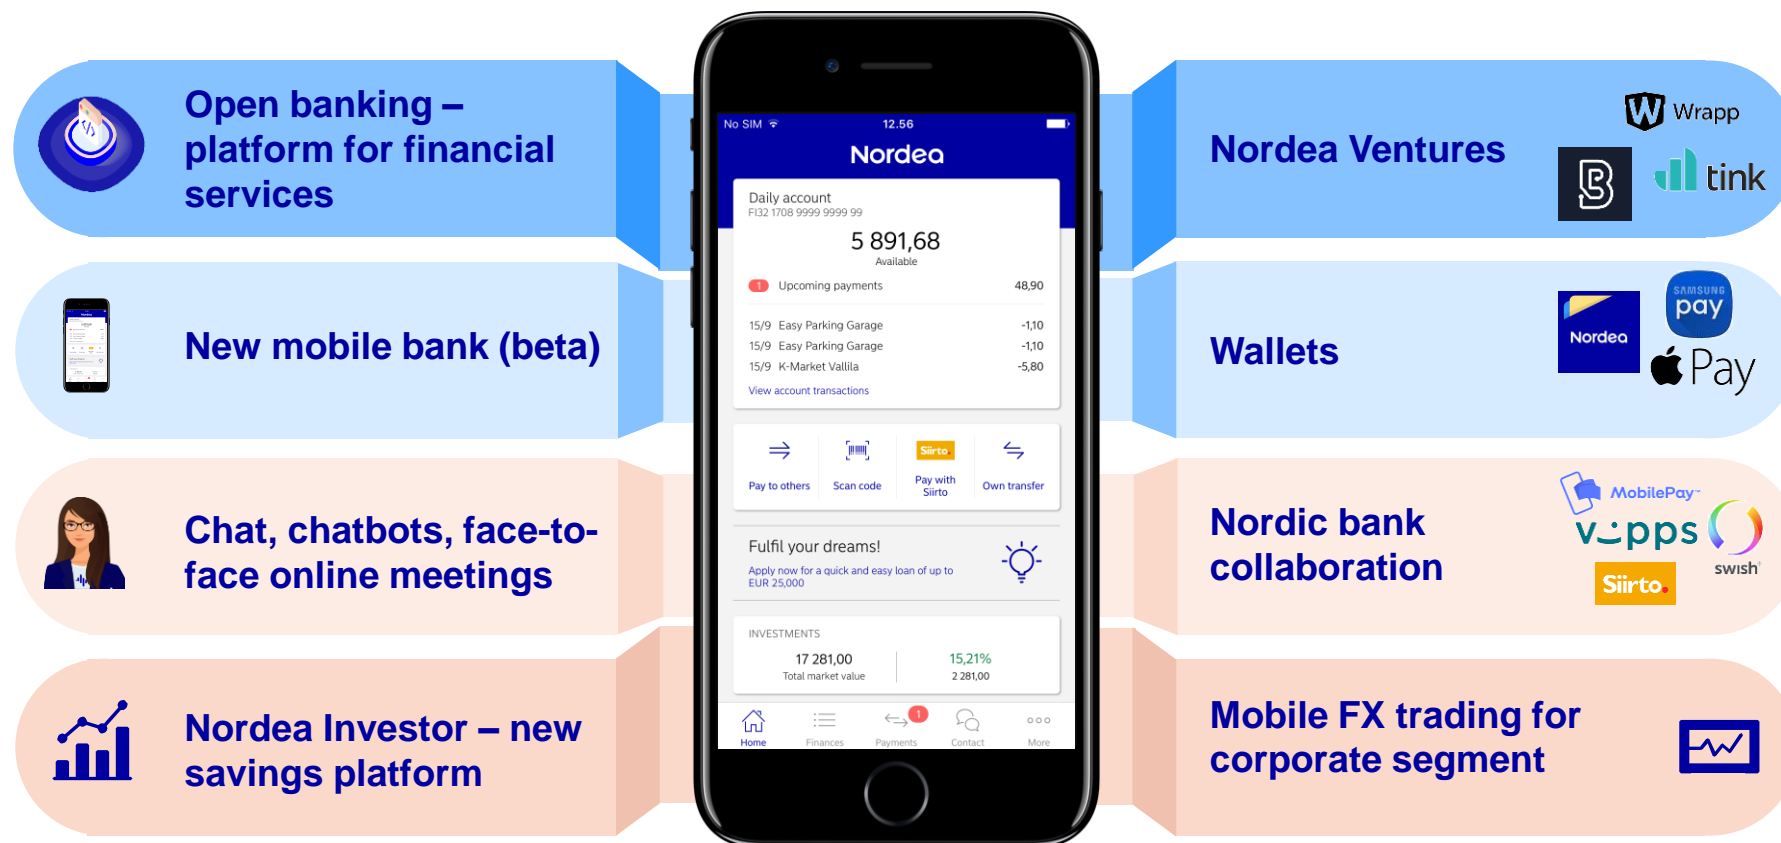 Open banking –
platform for financial
services
New mobile bank (beta)
Chat, chatbots, face-to-
face online meetings
Nordea Investor – new
savings platform
No SIM 12.56
Nordea
Daily account
FI32 1708 9999 9999 99
5 891,68
Available
1 Upcoming payments 48,90
15/9 Easy Parking Garage -1,10
15/9 Easy Parking Garage -1,10
15/9 K-Market Vallila -5,80
View account transactions
Siirto.
Pay to others Scan code Pay with Siirto Own transfer
Fulfil your dreams!
Apply now for a quick and easy loan of up to
EUR 25,000
INVESTMENTS
17 281,00 15,21%
Total market value 2 281,00
1
Home Finances Payments Contact More
Nordea Ventures
Wrapp
B
tink
Wallets
Nordea
SAMSUNG
pay
Pay
Nordic bank
collaboration
MobilePay™
vipps
swish®
Siirto.
Mobile FX trading for
corporate segment